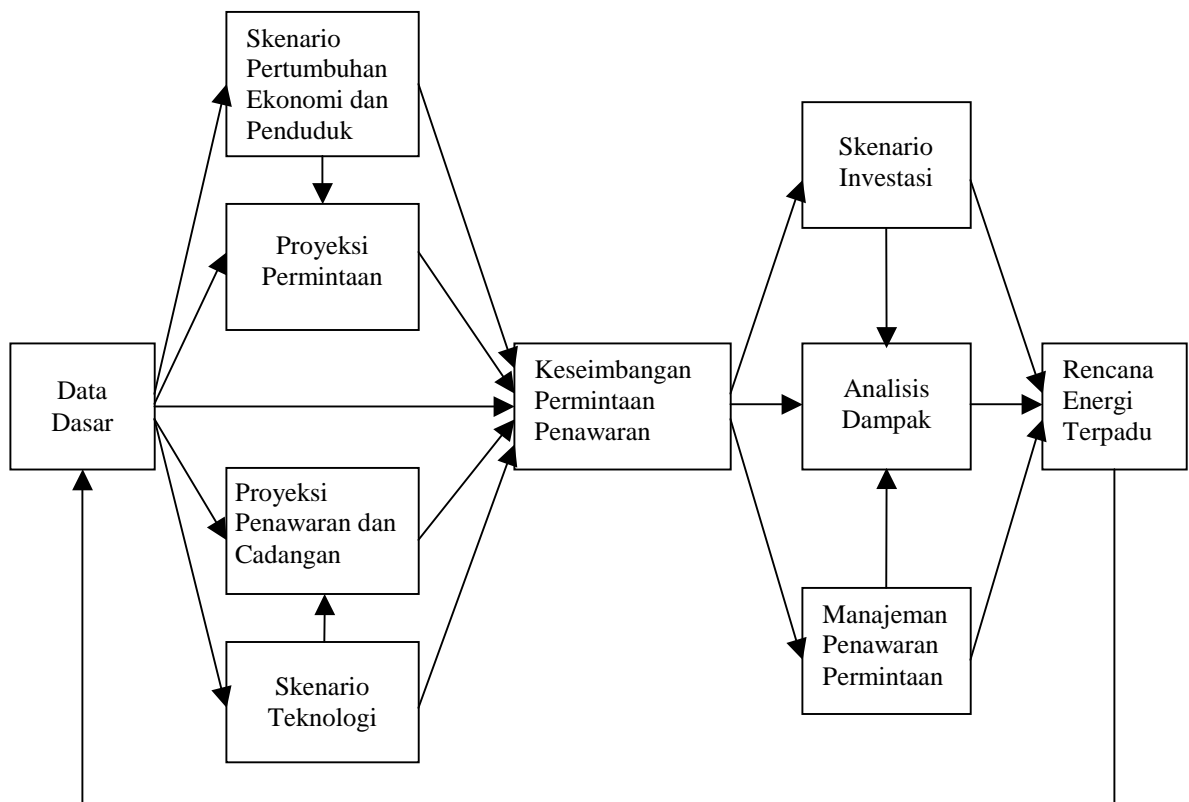 Skenario
Pertumbuhan
Ekonomi dan
Penduduk
Proyeksi
Permintaan
Data
Dasar
Proyeksi
Penawaran dan
Cadangan
Skenario
Teknologi
Keseimbangan
Permintaan
Penawaran
Skenario
Investasi
Analisis
Dampak
Manajeman
Penawaran
Permintaan
Rencana
Energi
Terpadu